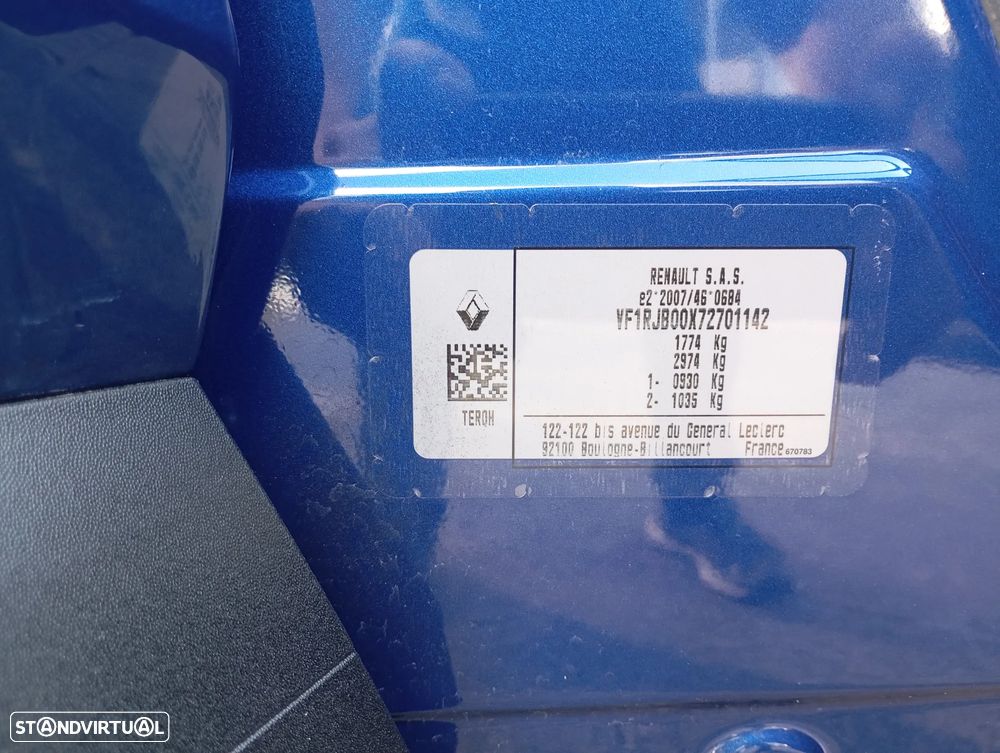 RENAULT S.A.S.
e2*2007/46*0684
VF1RJB00X72701142
1774 Kg
2974 Kg
1- 0930 Kg
2- 1035 Kg
TEROH
122-122 bis avenue du General Leclerc
92100 Boulogne-Billancourt France 670783
STANDVIRTUAL